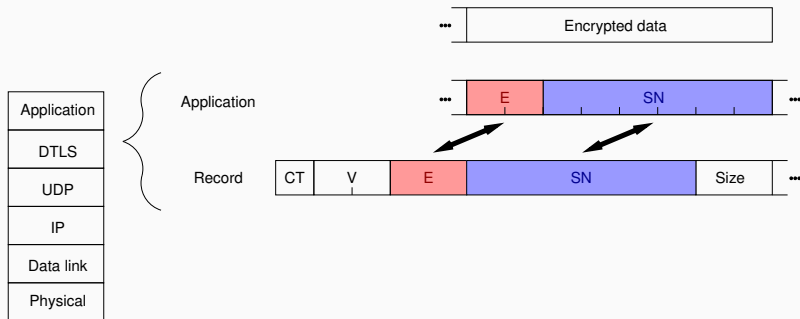 ••• Encrypted data
Application ••• E SN •••
Record CT V E SN Size •••
Application
DTLS
UDP
IP
Data link
Physical